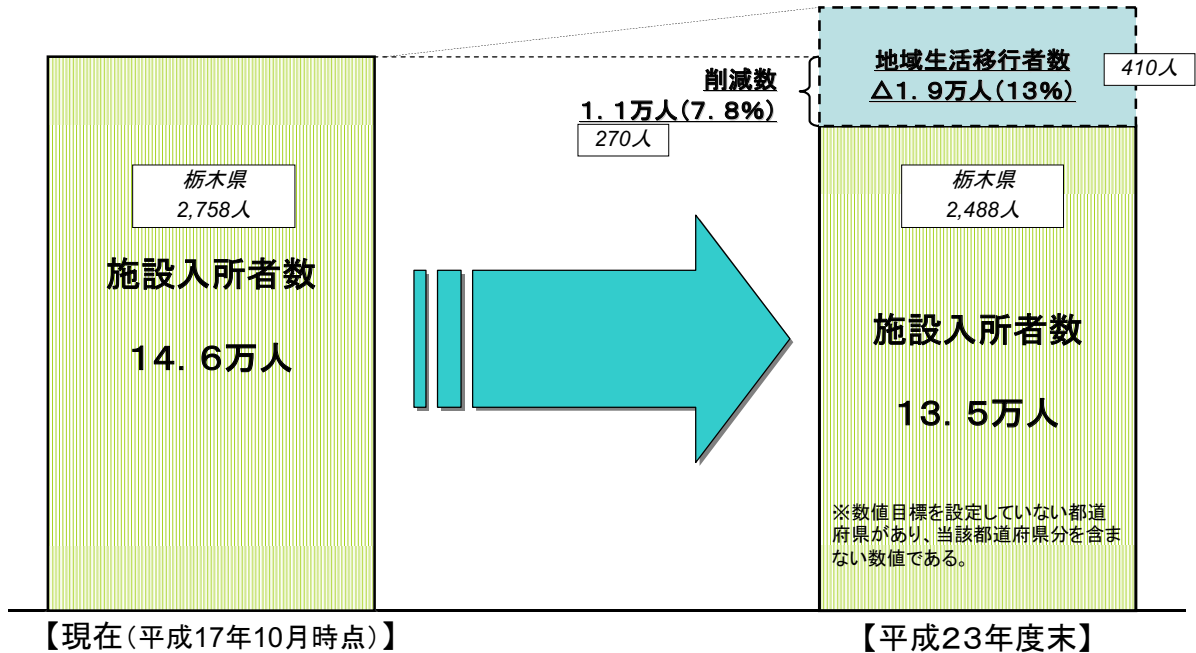 栃木県
2,758人
施設入所者数
14.6万人
【現在(平成17年10月時点)】
削減数
1.1万人(7.8%)
270人
地域生活移行者数
△1.9万人(13%)
410人
栃木県
2,488人
施設入所者数
13.5万人
※数値目標を設定していない都道
府県があり、当該都道府県分を含ま
ない数値である。
【平成23年度末】